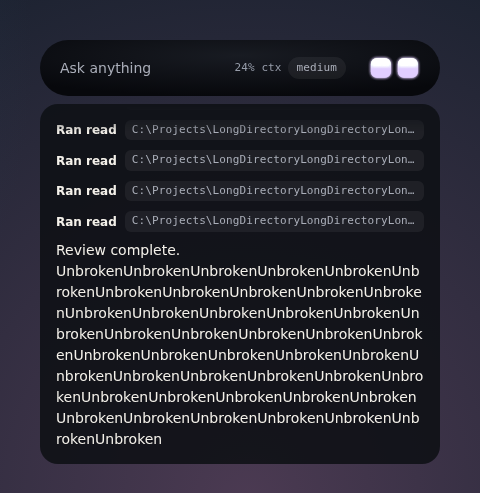 Ask anything 24% ctx medium
Ran read C:\Projects\LongDirectoryLongDirectoryLon…
Ran read C:\Projects\LongDirectoryLongDirectoryLon…
Ran read C:\Projects\LongDirectoryLongDirectoryLon…
Ran read C:\Projects\LongDirectoryLongDirectoryLon…
Review complete.
UnbrokenUnbrokenUnbrokenUnbrokenUnbrokenUnb
rokenUnbrokenUnbrokenUnbrokenUnbrokenUnbroke
nUnbrokenUnbrokenUnbrokenUnbrokenUnbrokenUn
brokenUnbrokenUnbrokenUnbrokenUnbrokenUnbrok
enUnbrokenUnbrokenUnbrokenUnbrokenUnbrokenU
nbrokenUnbrokenUnbrokenUnbrokenUnbrokenUnbro
kenUnbrokenUnbrokenUnbrokenUnbrokenUnbroken
UnbrokenUnbrokenUnbrokenUnbrokenUnbrokenUnb
rokenUnbroken